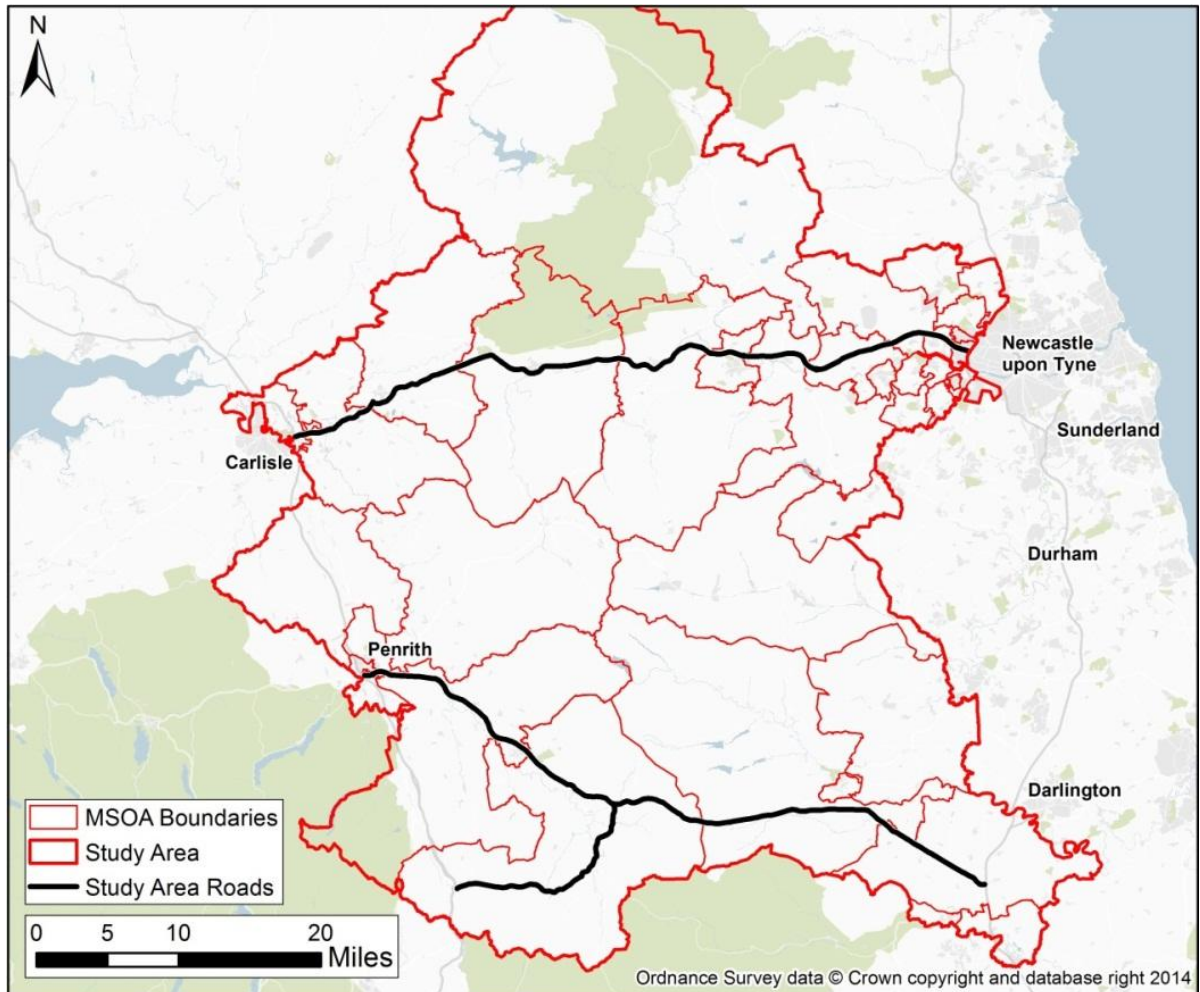 N
Newcastle
upon Tyne
Sunderland
Carlisle
Durham
Penrith
Darlington
MSOA Boundaries
Study Area
Study Area Roads
0 5 10 20
Miles
Ordnance Survey data © Crown copyright and database right 2014